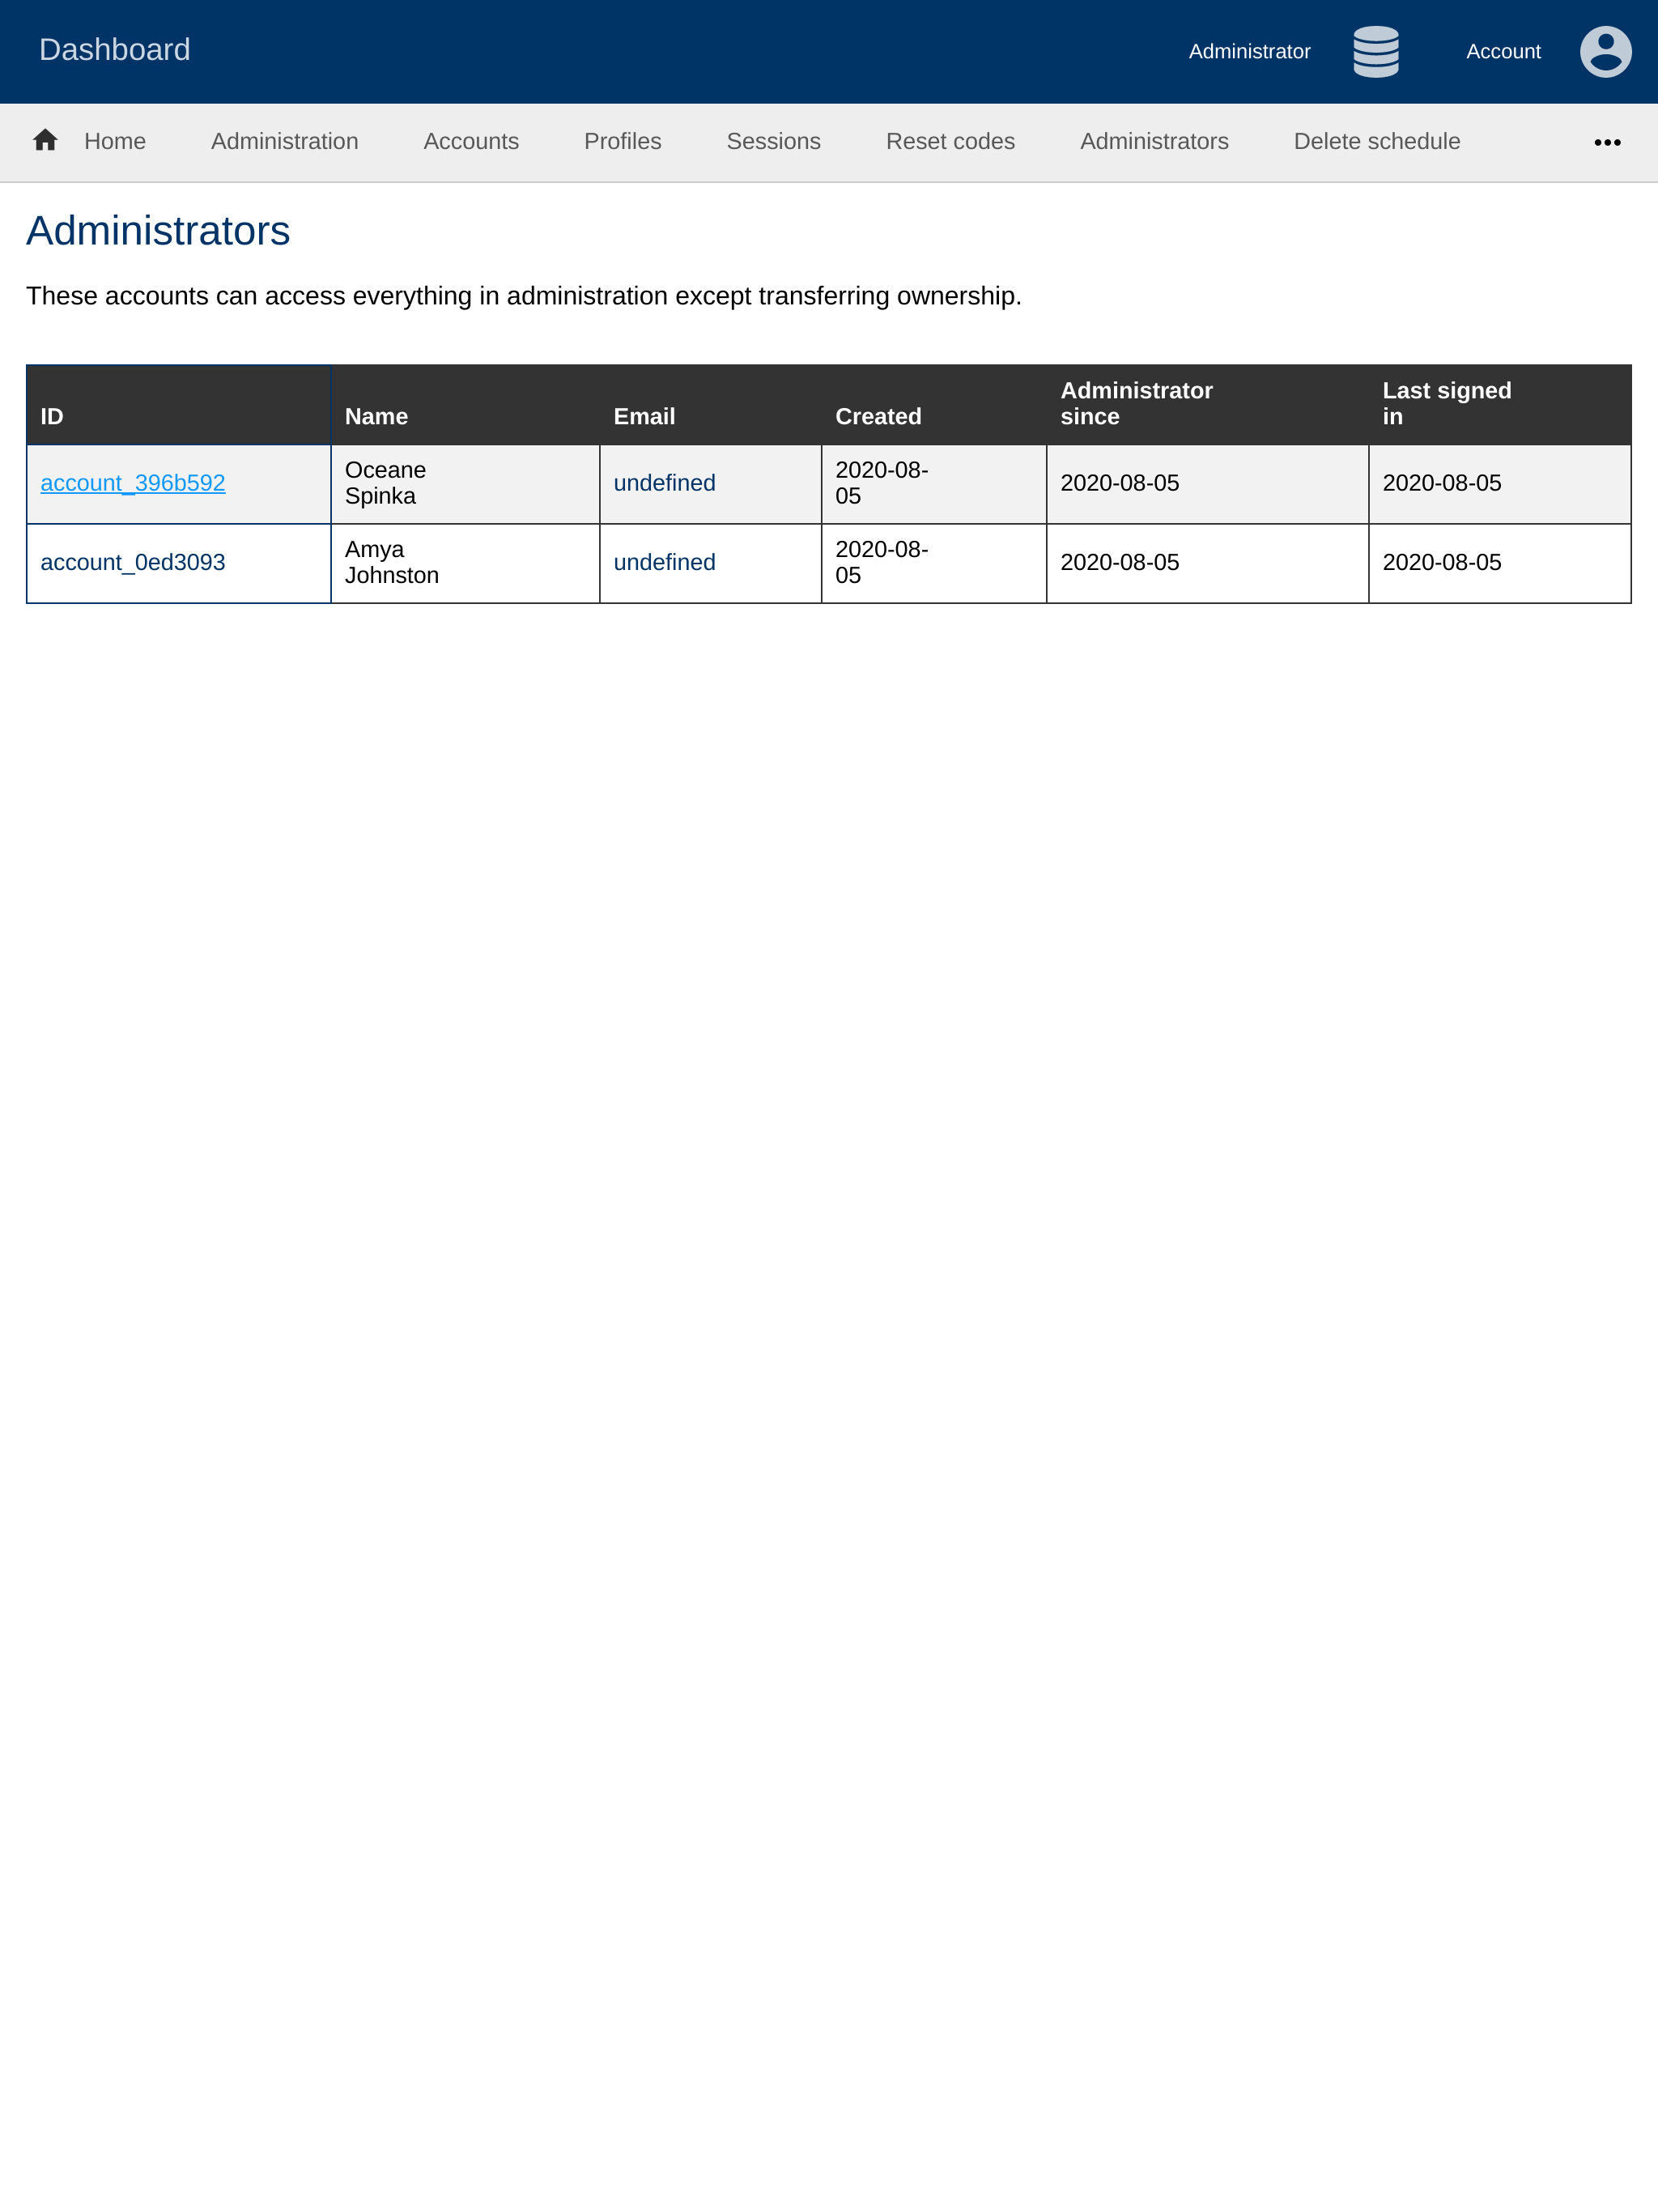 Dashboard
Administrator
Account
Home Administration Accounts Profiles Sessions Reset codes Administrators Delete schedule
Administrators
These accounts can access everything in administration except transferring ownership.
ID Name Email Created Administrator since Last signed in
account_396b592 Oceane Spinka undefined 2020-08-05 2020-08-05 2020-08-05
account_0ed3093 Amya Johnston undefined 2020-08-05 2020-08-05 2020-08-05